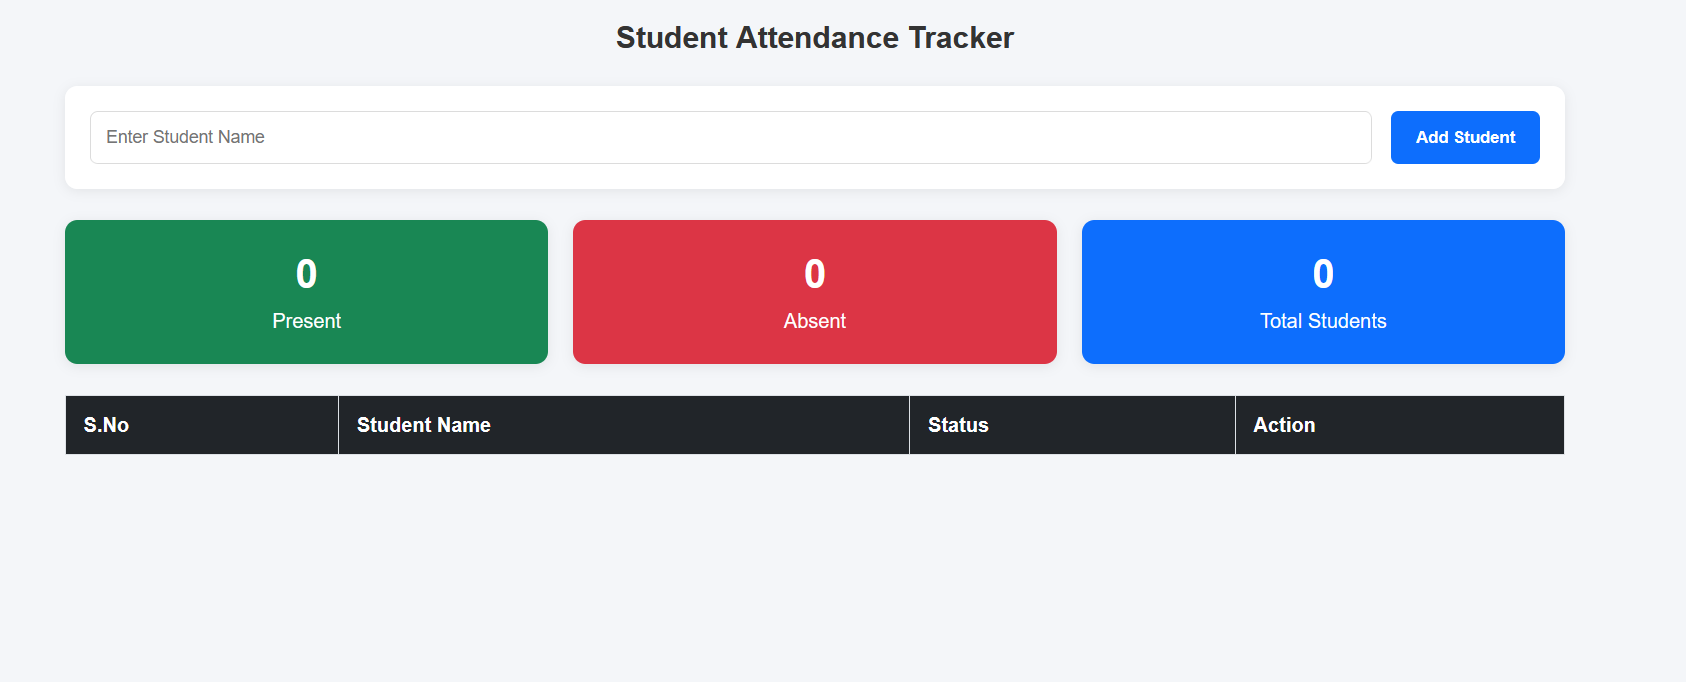 Student Attendance Tracker
Enter Student Name
Add Student
0
Present
0
Absent
0
Total Students
S.No Student Name Status Action